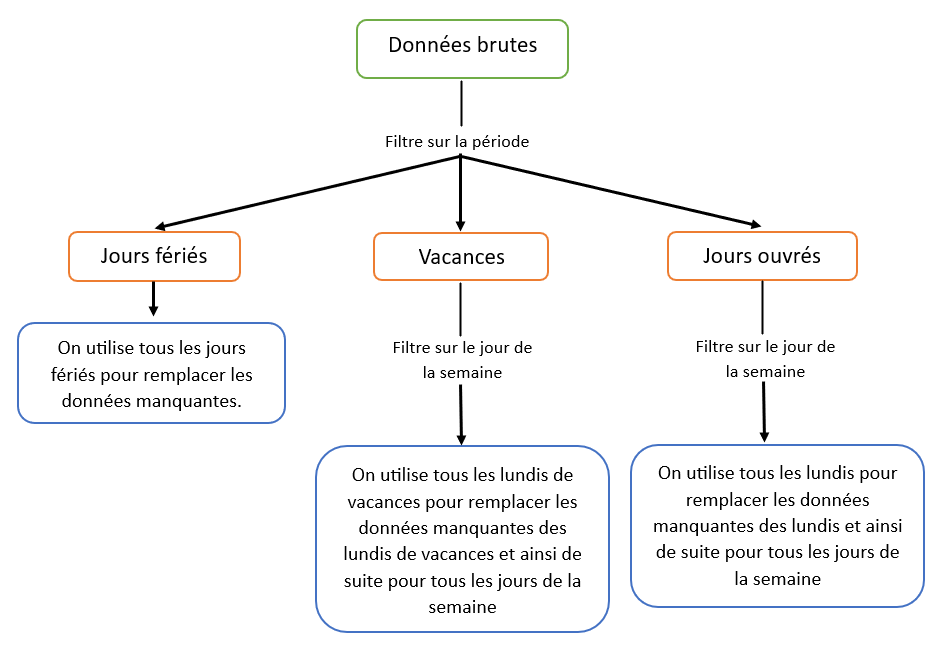 Données brutes
Filtre sur la période
Jours fériés
Vacances
Jours ouvrés
On utilise tous les jours
fériés pour remplacer les
données manquantes.
Filtre sur le jour de
la semaine
Filtre sur le jour de
la semaine
On utilise tous les lundis de
vacances pour remplacer les
données manquantes des
lundis de vacances et ainsi de
suite pour tous les jours de la
semaine
On utilise tous les lundis pour
remplacer les données
manquantes des lundis et ainsi
de suite pour tous les jours de
la semaine